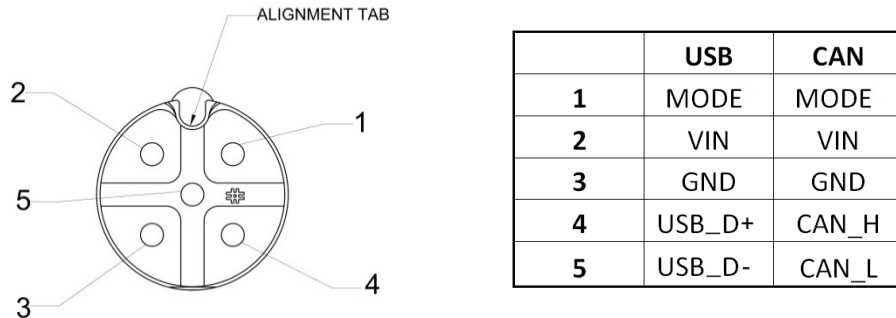 ALIGNMENT TAB
2
1
5
3
4
USB CAN
1 MODE MODE
2 VIN VIN
3 GND GND
4 USB_D+ CAN_H
5 USB_D- CAN_L